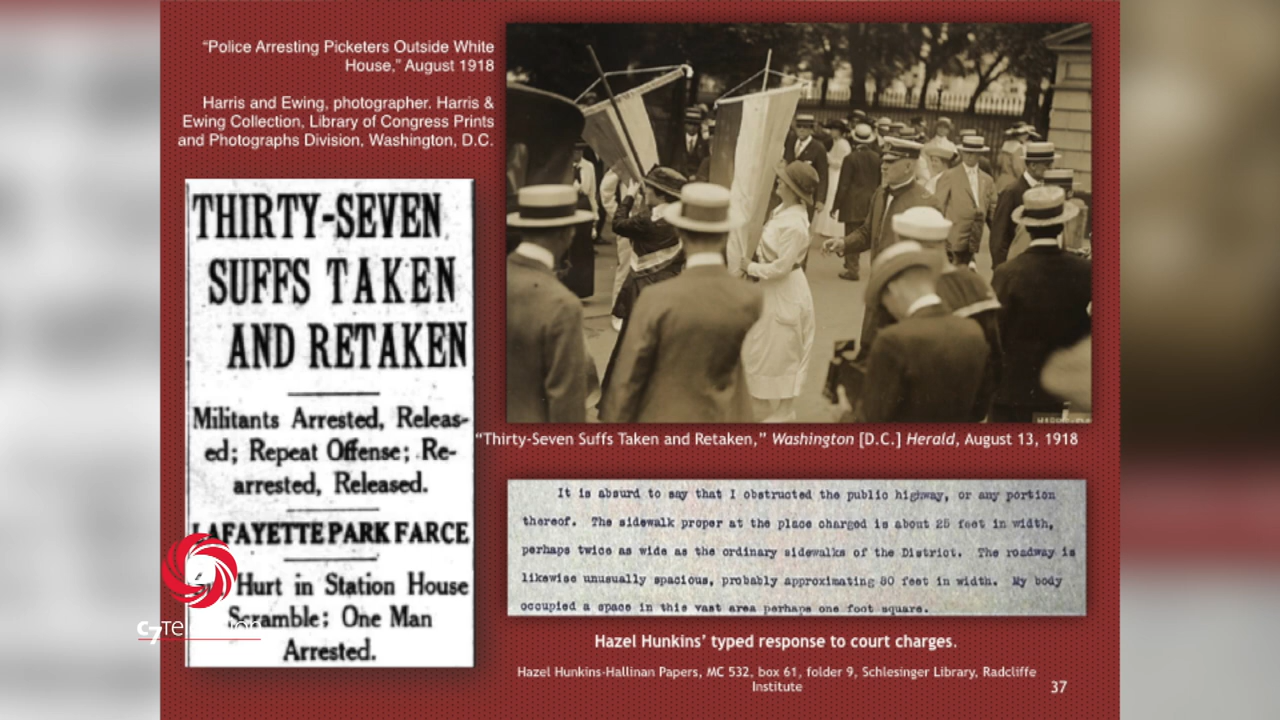 “Police Arresting Picketers Outside White
House,” August 1918
Harris and Ewing, photographer. Harris &
Ewing Collection, Library of Congress Prints
and Photographs Division, Washington, D.C.
THIRTY-SEVEN
SUFFS TAKEN
AND RETAKEN
Militants Arrested, Releas-
ed; Repeat Offense; Re-
arrested, Released.
LAFAYETTE PARK FARCE
Hurt in Station House
Scramble; One Man
Arrested.
“Thirty-Seven Suffs Taken and Retaken,” Washington [D.C.] Herald, August 13, 1918
It is absurd to say that I obstructed the public highway, or any portion
thereof. The sidewalk proper at the place charged is about 25 feet in width,
perhaps twice as wide as the ordinary sidewalks of the District. The roadway is
likewise unusually spacious, probably approximating 80 feet in width. My body
occupied a space in this vast area perhaps one foot square.
Hazel Hunkins’ typed response to court charges.
Hazel Hunkins-Hallinan Papers, MC 532, box 61, folder 9, Schlesinger Library, Radcliffe
Institute
37
c7Television